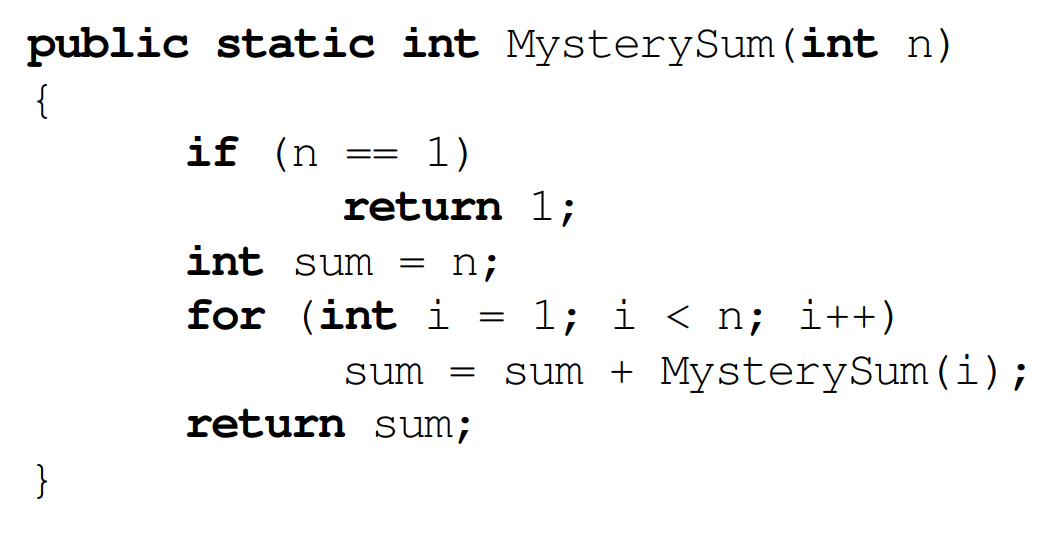 public static int MysterySum(int n)
{
if (n == 1)
return 1;
int sum = n;
for (int i = 1; i < n; i++)
sum = sum + MysterySum(i);
return sum;
}